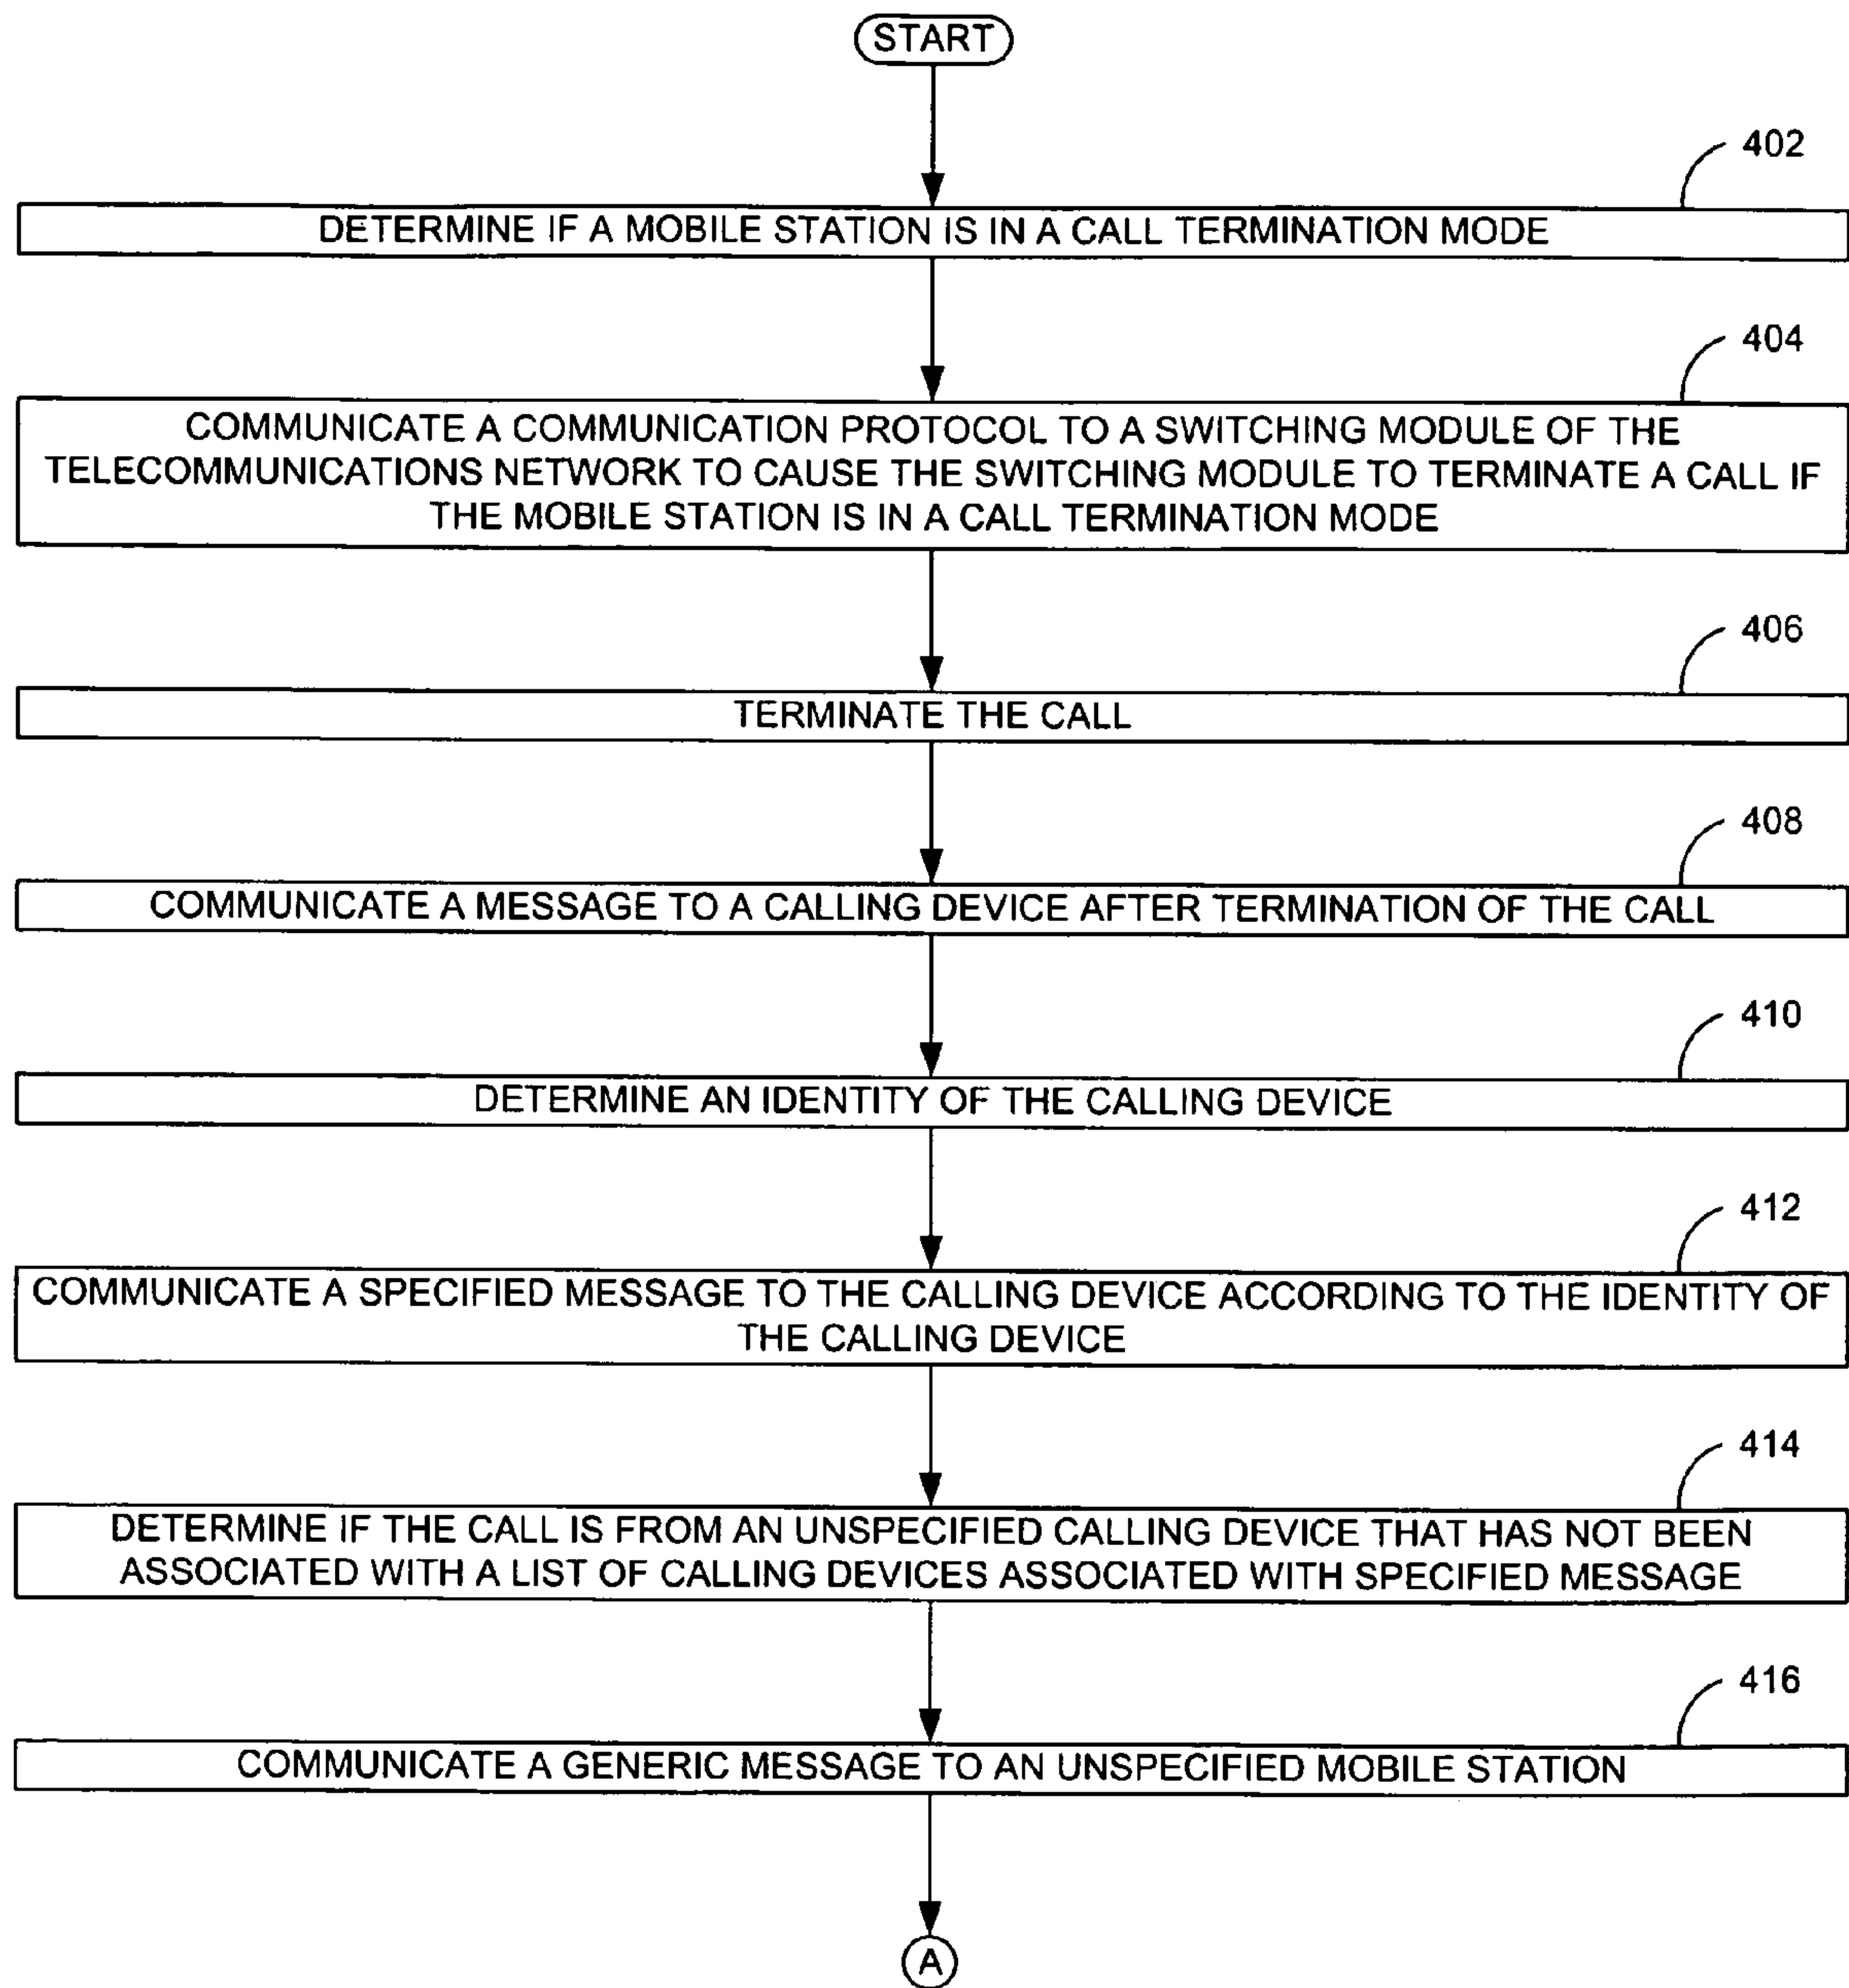 START
402
DETERMINE IF A MOBILE STATION IS IN A CALL TERMINATION MODE
404
COMMUNICATE A COMMUNICATION PROTOCOL TO A SWITCHING MODULE OF THE
TELECOMMUNICATIONS NETWORK TO CAUSE THE SWITCHING MODULE TO TERMINATE A CALL IF
THE MOBILE STATION IS IN A CALL TERMINATION MODE
406
TERMINATE THE CALL
408
COMMUNICATE A MESSAGE TO A CALLING DEVICE AFTER TERMINATION OF THE CALL
410
DETERMINE AN IDENTITY OF THE CALLING DEVICE
412
COMMUNICATE A SPECIFIED MESSAGE TO THE CALLING DEVICE ACCORDING TO THE IDENTITY OF
THE CALLING DEVICE
414
DETERMINE IF THE CALL IS FROM AN UNSPECIFIED CALLING DEVICE THAT HAS NOT BEEN
ASSOCIATED WITH A LIST OF CALLING DEVICES ASSOCIATED WITH SPECIFIED MESSAGE
416
COMMUNICATE A GENERIC MESSAGE TO AN UNSPECIFIED MOBILE STATION
A